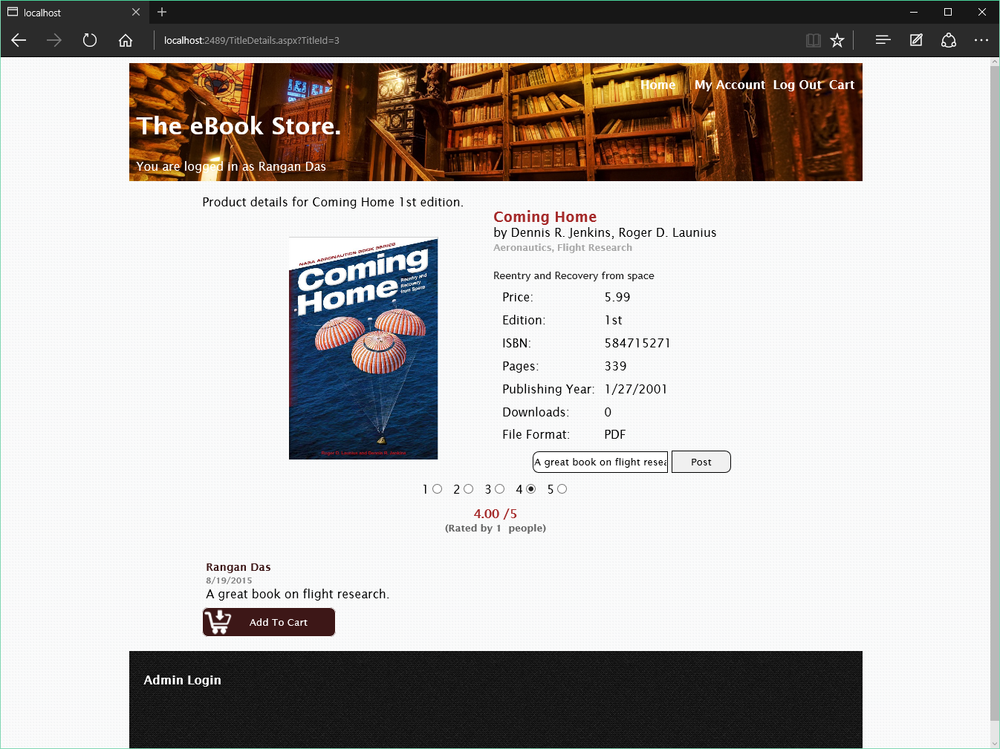 localhost
localhost:2489/TitleDetails.aspx?TitleId=3
Home My Account Log Out Cart
The eBook Store.
You are logged in as Rangan Das
Product details for Coming Home 1st edition.
NASA AERONAUTICS BOOK SERIES
Coming
Home
Reentry and
Recovery
from Space
Roger D. Launius and Dennis R. Jenkins
Coming Home
by Dennis R. Jenkins, Roger D. Launius
Aeronautics, Flight Research
Reentry and Recovery from space
Price: 5.99
Edition: 1st
ISBN: 584715271
Pages: 339
Publishing Year: 1/27/2001
Downloads: 0
File Format: PDF
A great book on flight resea Post
1 2 3 4 5
4.00 /5
(Rated by 1 people)
Rangan Das
8/19/2015
A great book on flight research.
Add To Cart
Admin Login